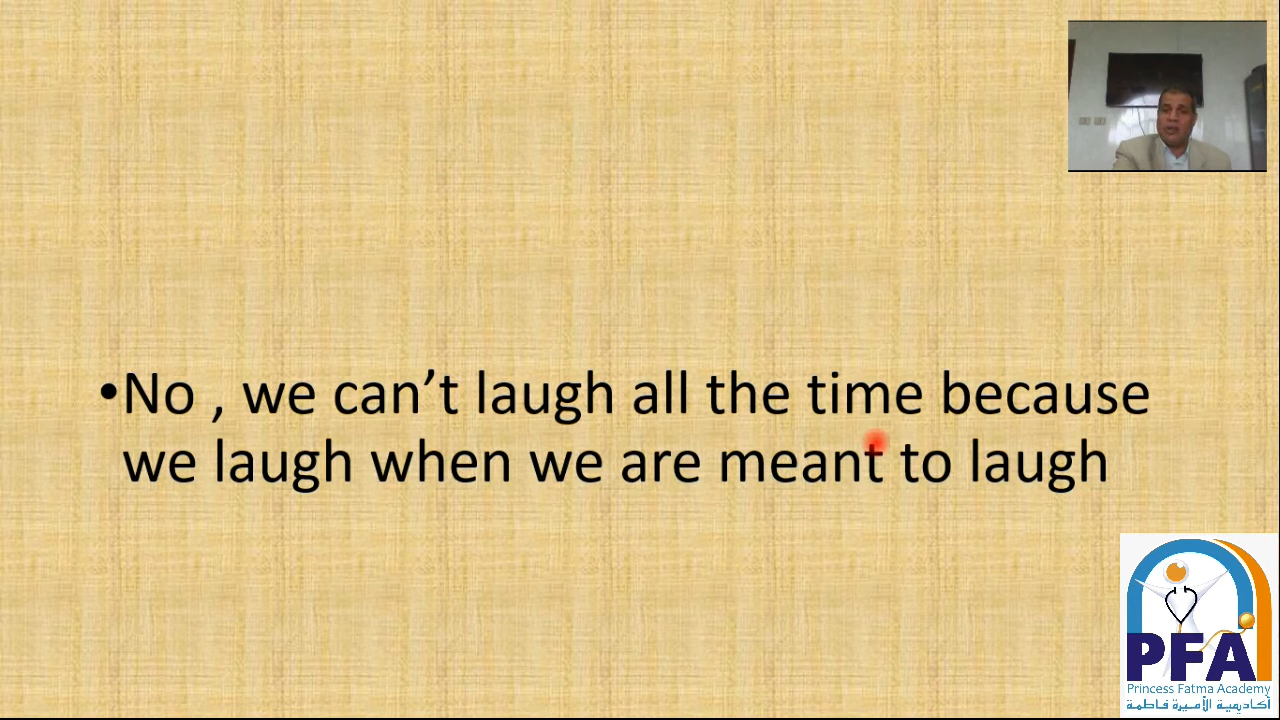 •No , we can’t laugh all the time because
we laugh when we are meant to laugh
PFA
Princess Fatma Academy
أكاديمية الأميرة فاطمة